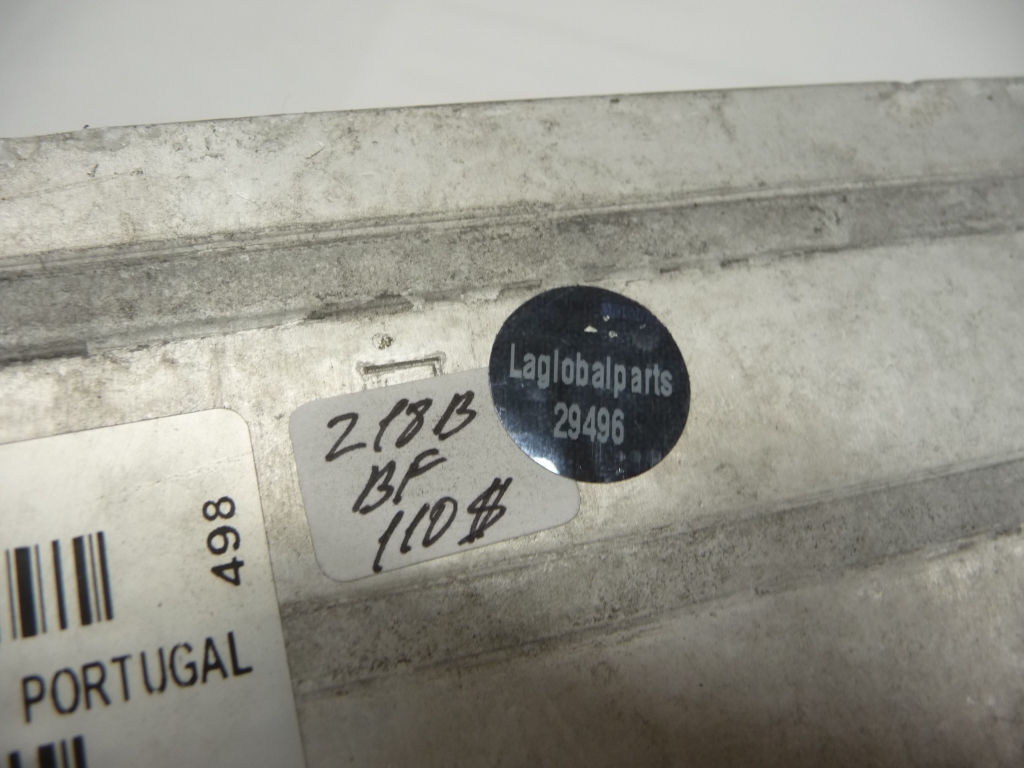 Laglobalparts
29496
218B
BF
110$
498
PORTUGAL